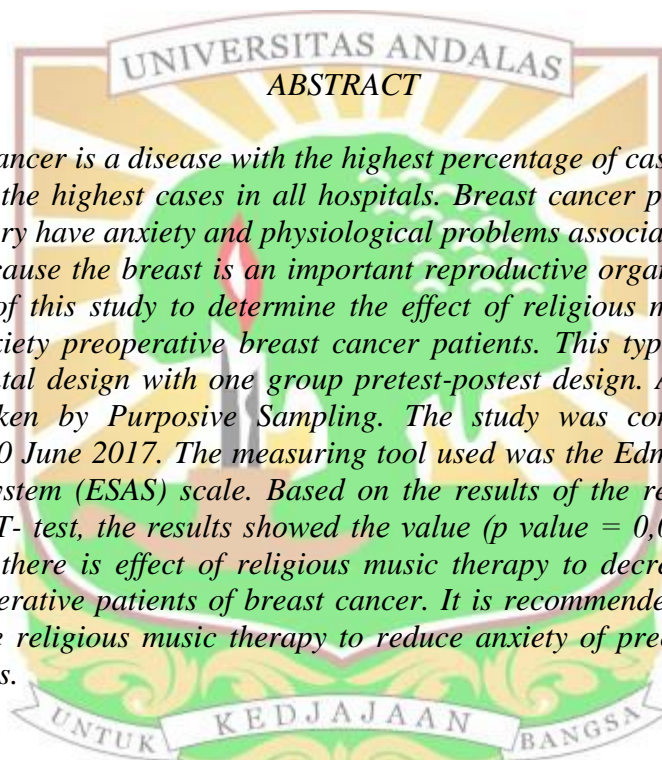 UNIVERSITAS ANDALAS
ABSTRACT
ancer is a disease with the highest percentage of cas
the highest cases in all hospitals. Breast cancer p
ry have anxiety and physiological problems associa
cause the breast is an important reproductive organ
of this study to determine the effect of religious m
xiety preoperative breast cancer patients. This typ
tal design with one group pretest-postest design. A
ken by Purposive Sampling. The study was con
0 June 2017. The measuring tool used was the Edm
ystem (ESAS) scale. Based on the results of the re
T- test, the results showed the value (p value = 0,0
there is effect of religious music therapy to decre
erative patients of breast cancer. It is recommende
e religious music therapy to reduce anxiety of pre
s.
UNTUK KEDJAJAAN BANGSA